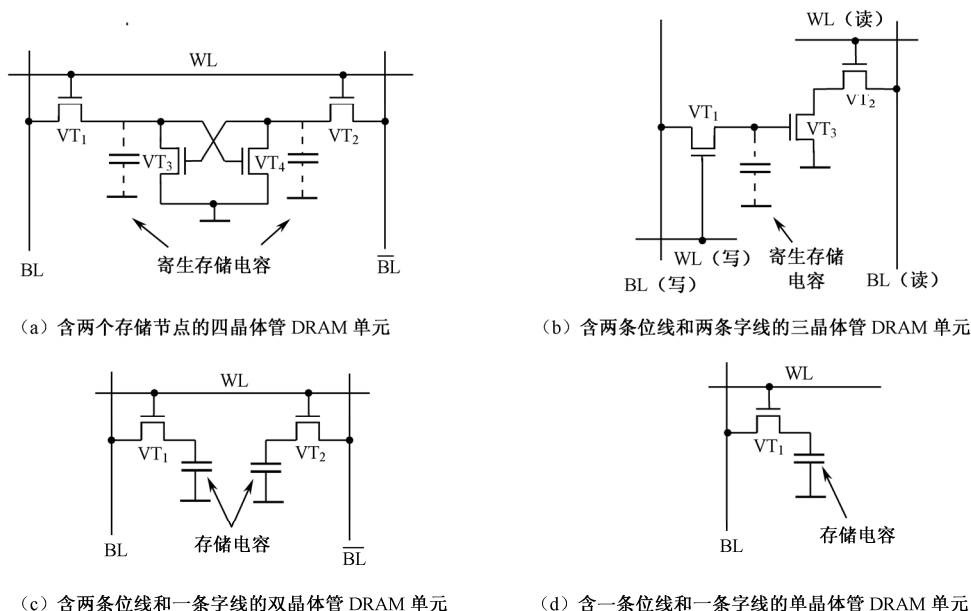 WL
VT1
VT2
VT3
VT4
寄生存储电容
BL
BL
(a) 含两个存储节点的四晶体管 DRAM 单元
WL（读）
VT1
VT2
VT3
WL（写）
寄生存储
电容
BL（写）
BL（读）
(b) 含两条位线和两条字线的三晶体管 DRAM 单元
WL
VT1
VT2
BL
存储电容
BL
(c) 含两条位线和一条字线的双晶体管 DRAM 单元
WL
VT1
BL
存储电容
(d) 含一条位线和一条字线的单晶体管 DRAM 单元